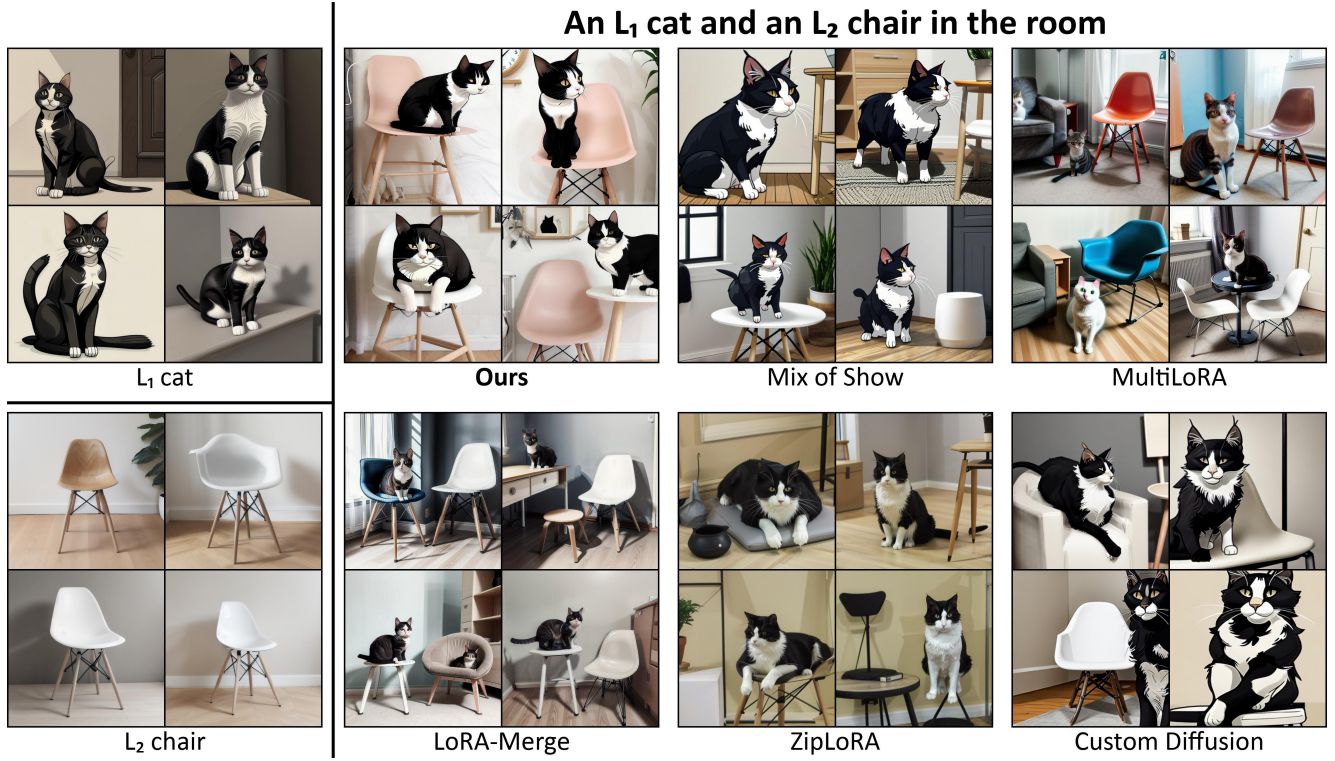 An L₁ cat and an L₂ chair in the room
L₁ cat
Ours
Mix of Show
MultiLoRA
L₂ chair
LoRA-Merge
ZipLoRA
Custom Diffusion